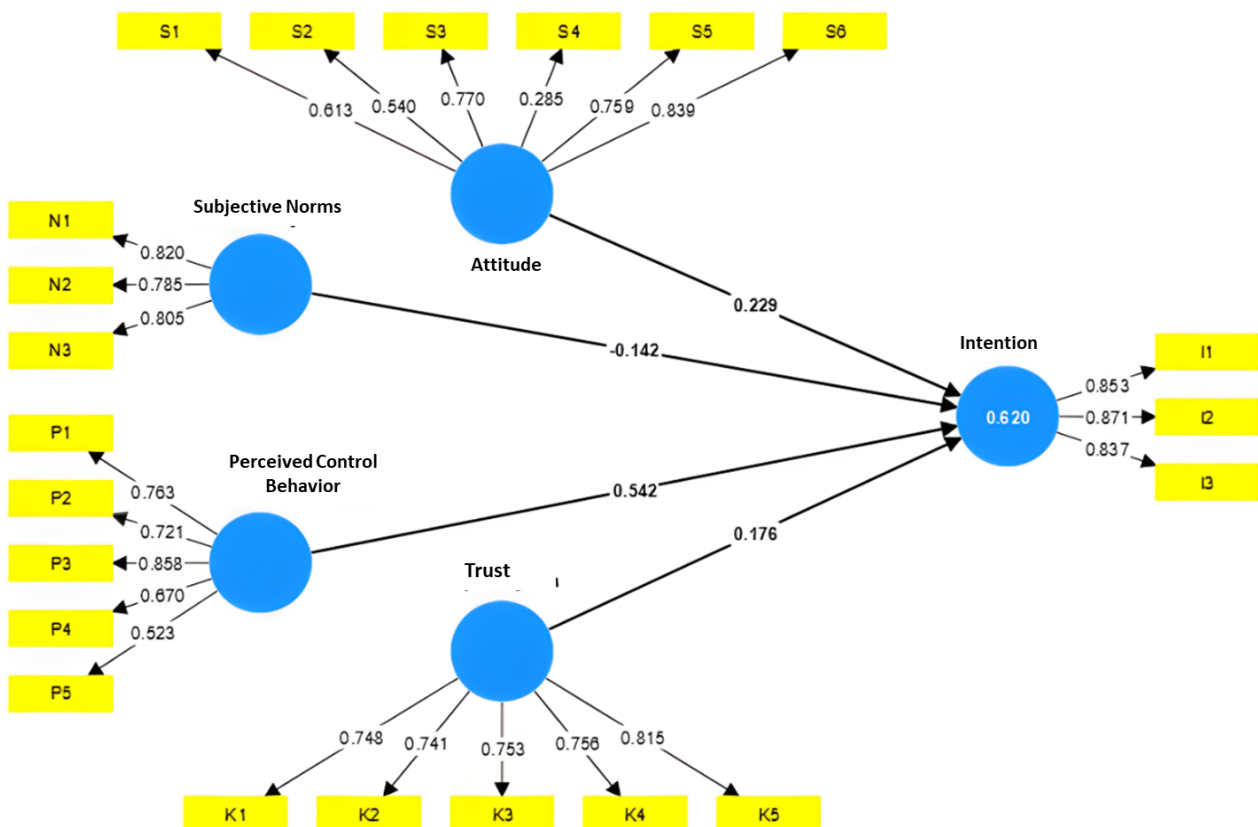 S1
S2
S3
S4
S5
S6
0.613
0.540
0.770
0.285
0.759
0.839
Attitude
Subjective Norms
N1
N2
N3
0.820
0.785
0.805
0.229
-0.142
Intention
0.620
I1
I2
I3
0.853
0.871
0.837
Perceived Control
Behavior
P1
P2
P3
P4
P5
0.763
0.721
0.858
0.670
0.523
0.542
0.176
Trust
0.748
0.741
0.753
0.756
0.815
K1
K2
K3
K4
K5